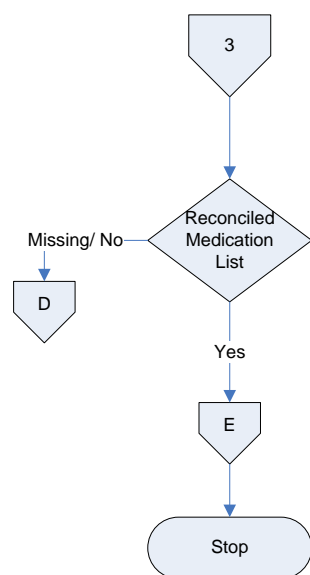 3
Reconciled
Medication
List
Missing/ No
D
Yes
E
Stop